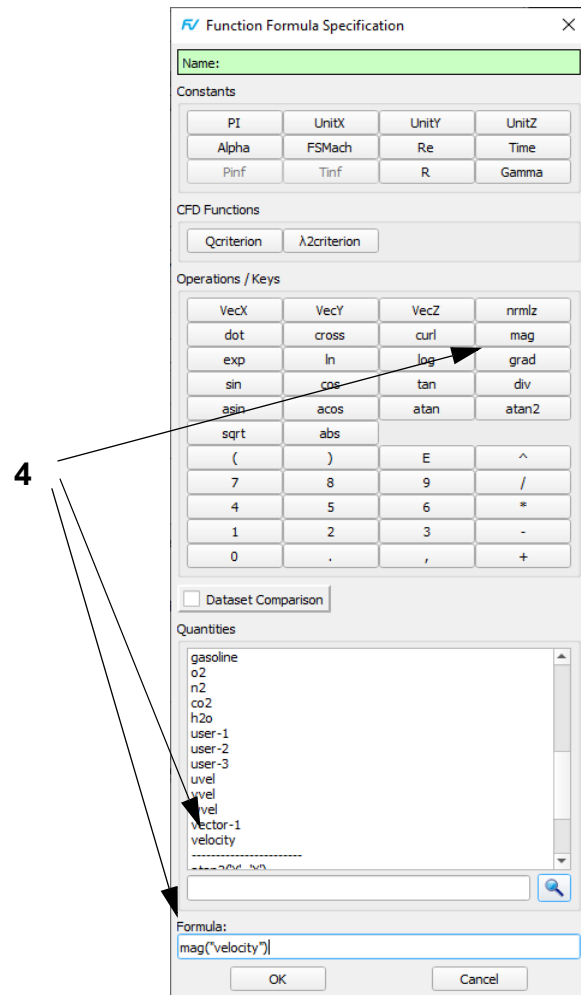 FV Function Formula Specification
Name:
Constants
PI UnitX UnitY UnitZ
Alpha FSMach Re Time
Pinf Tinf R Gamma
CFD Functions
Qcriterion λ2criterion
Operations / Keys
VecX VecY VecZ nrmlz
dot cross curl mag
exp ln log grad
sin cos tan div
asin acos atan atan2
sqrt abs
( ) E ^
7 8 9 /
4 5 6 *
1 2 3 -
0 . , +
4
Dataset Comparison
Quantities
gasoline
o2
n2
co2
h2o
user-1
user-2
user-3
uvel
vvel
wvel
vector-1
velocity
-----------------------
Formula:
mag("velocity")
OK Cancel